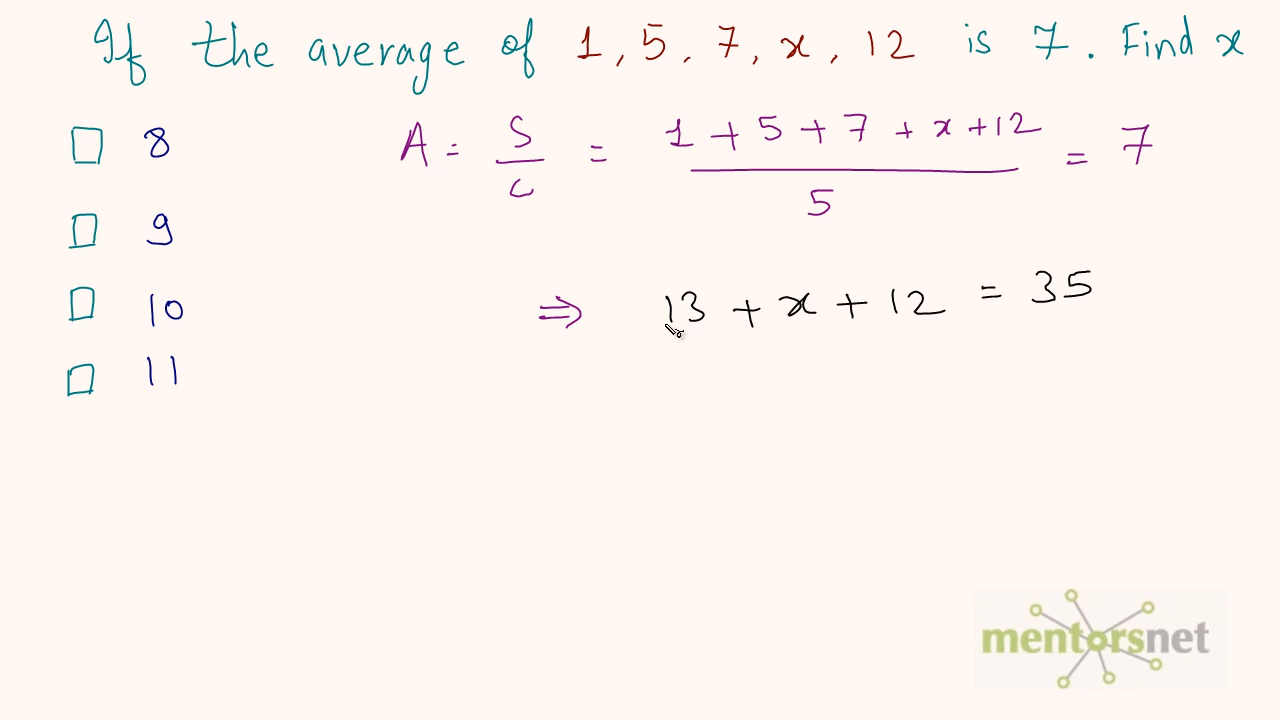 If the average of 1, 5, 7, x, 12 is 7. Find x
8
9
10
11
A = S/C = (1 + 5 + 7 + x + 12)/5 = 7
⇒ 13 + x + 12 = 35
mentorsnet